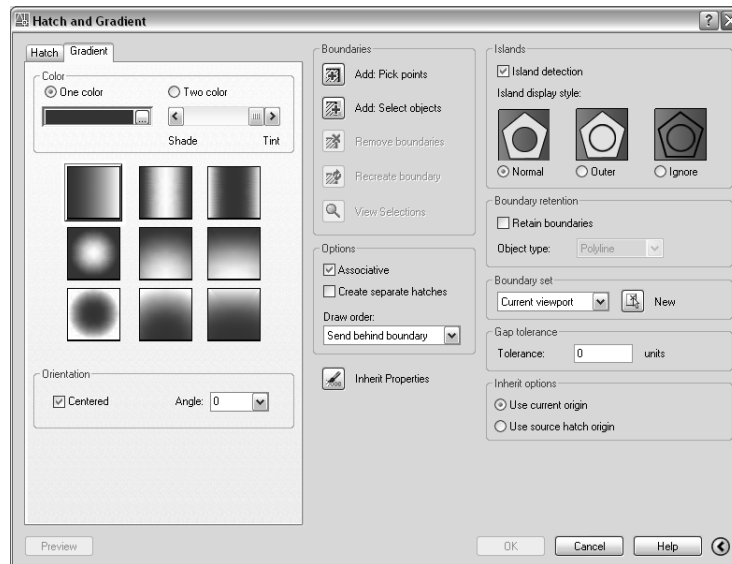 Hatch and Gradient
Hatch
Gradient
Color
One color
Two color
...
Shade
Tint
Orientation
Centered
Angle:
0
Boundaries
Add: Pick points
Add: Select objects
Remove boundaries
Recreate boundary
View Selections
Options
Associative
Create separate hatches
Draw order:
Send behind boundary
Inherit Properties
Islands
Island detection
Island display style:
Normal
Outer
Ignore
Boundary retention
Retain boundaries
Object type:
Polyline
Boundary set
Current viewport
New
Gap tolerance
Tolerance:
0
units
Inherit options
Use current origin
Use source hatch origin
Preview
OK
Cancel
Help